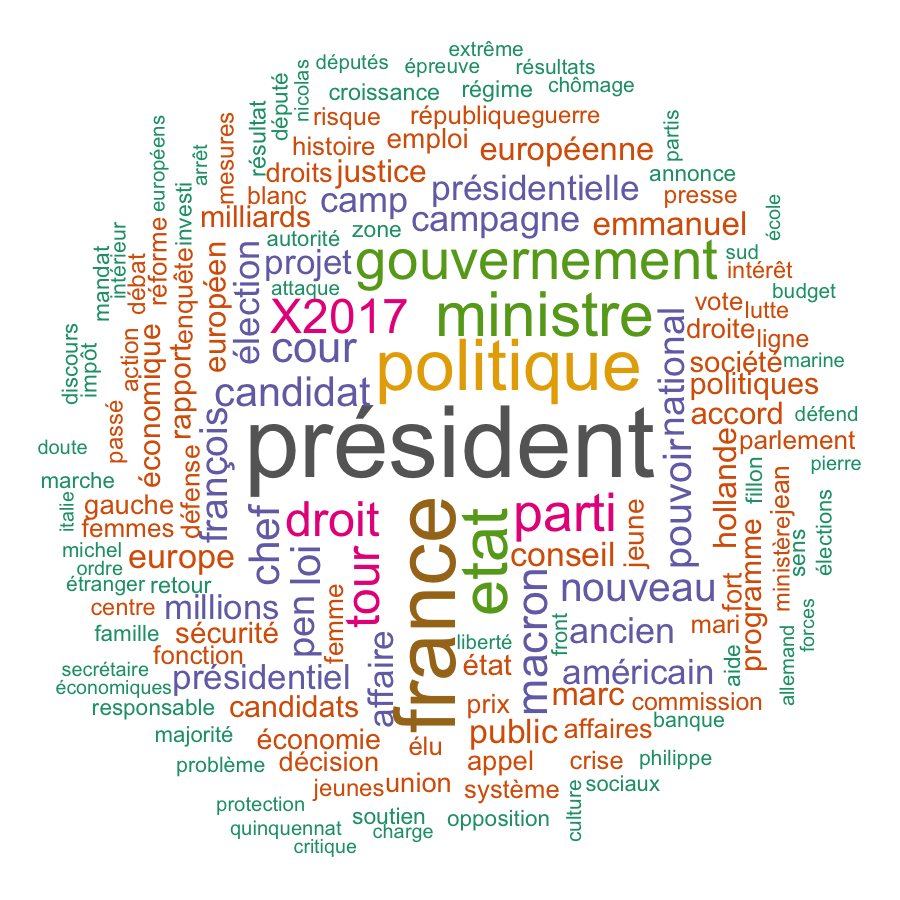 extrême
députés
épreuve
résultats
croissance
régime
chômage
nicolas
député
risque
république
guerre
résultat
mesures
histoire
emploi
européenne
partis
européens
arrêt
droits
justice
annonce
blanc
camp
présidentielle
presse
investi
milliards
campagne
emmanuel
école
autorité
zone
mandat
intérieur
débat
réforme
enquête
européen
élection
projet
gouvernement
sud
intérêt
attaque
budget
X2017
ministre
vote
lutte
discours
impôt
action
économique
rapport
cour
politique
national
droite
ligne
société
marine
candidat
politiques
passé
françois
président
pouvoir
accord
défend
doute
défense
hollande
parlement
fillon
jean
pierre
marche
gauche
italie
femmes
chef
droit
france
etat
parti
jeune
programme
ministère
sens
élections
michel
europe
loi
tour
conseil
ordre
étranger
retour
pen
macron
nouveau
fort
centre
millions
femme
mari
forces
famille
sécurité
affaire
liberté
front
ancien
allemand
aide
fonction
état
secrétaire
présidentiel
américain
économiques
responsable
candidats
prix
marc
commission
majorité
économie
élu
public
affaires
banque
problème
décision
appel
crise
philippe
jeunes
union
système
sociaux
protection
soutien
opposition
culture
quinquennat
charge
critique